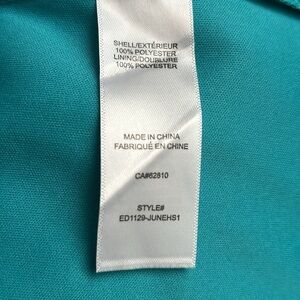 SHELL/EXTÉRIEUR
100% POLYESTER
LINING/DOUBLURE
100% POLYESTER
MADE IN CHINA
FABRIQUÉ EN CHINE
CA#62810
STYLE#
ED1129-JUNEHS1